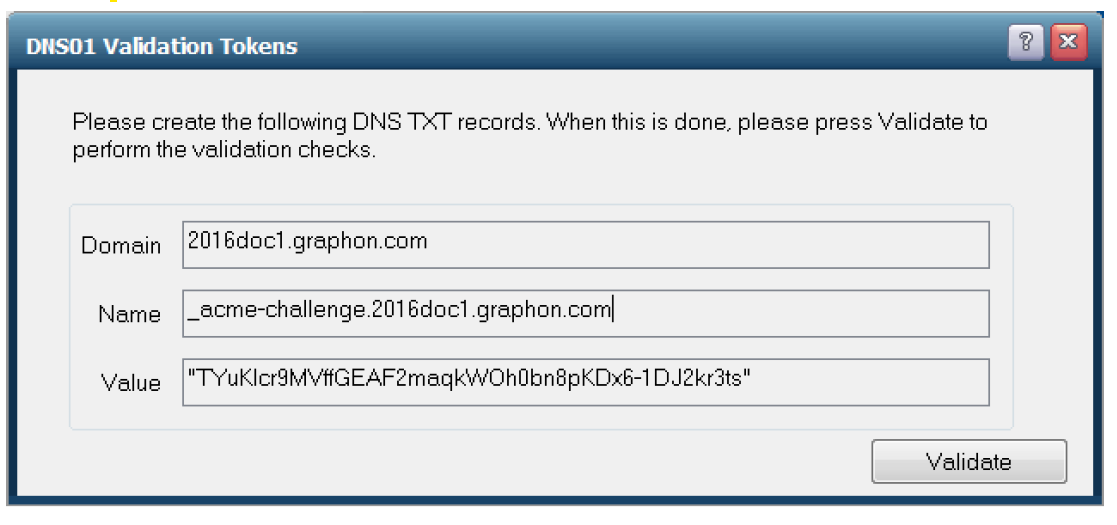 DNS01 Validation Tokens
?
Please create the following DNS TXT records. When this is done, please press Validate to
perform the validation checks.
Domain 2016doc1.graphon.com
Name _acme-challenge.2016doc1.graphon.com
Value "TYuKlcr9MVffGEAF2maqkWOh0bn8pKDx6-1DJ2kr3ts"
Validate